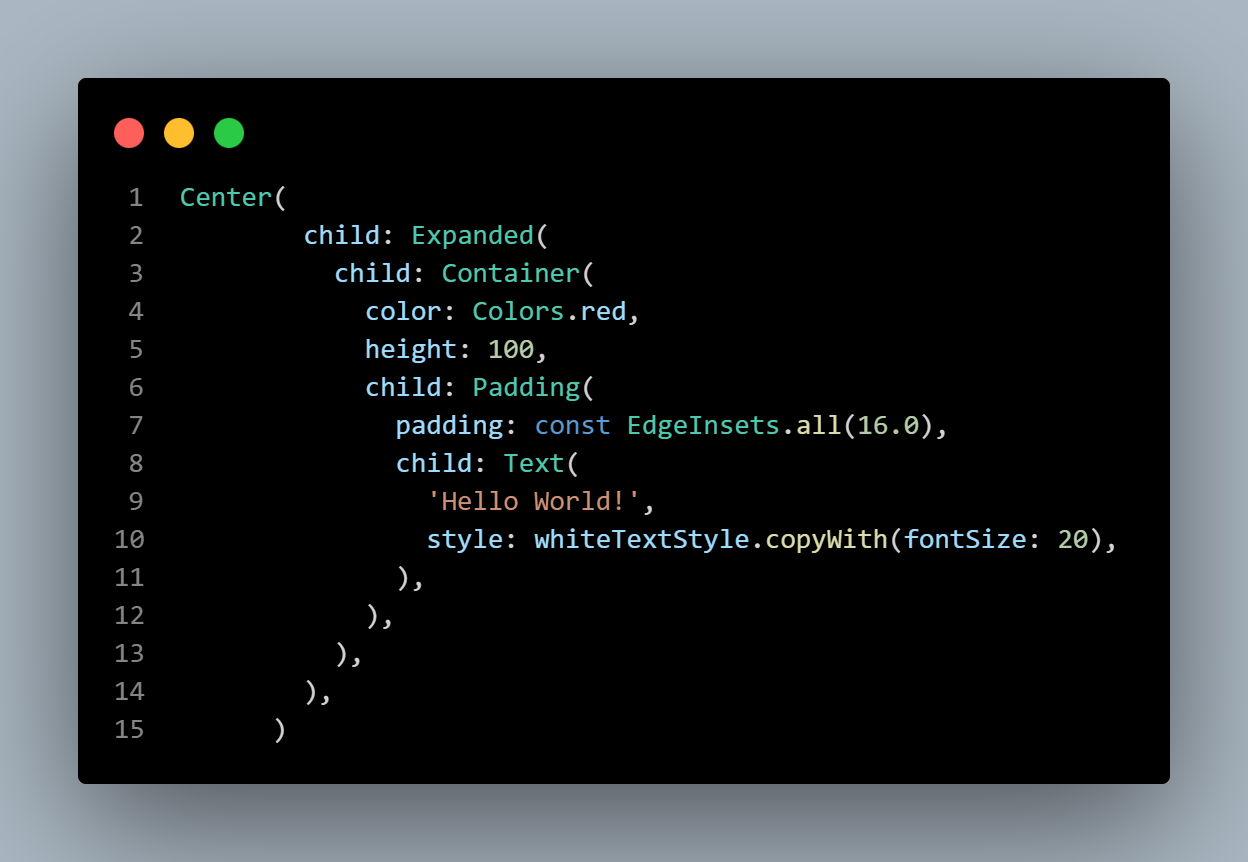 1 Center(
2         child: Expanded(
3           child: Container(
4             color: Colors.red,
5             height: 100,
6             child: Padding(
7               padding: const EdgeInsets.all(16.0),
8               child: Text(
9                 'Hello World!',
10                 style: whiteTextStyle.copyWith(fontSize: 20),
11               ),
12             ),
13           ),
14         ),
15       )